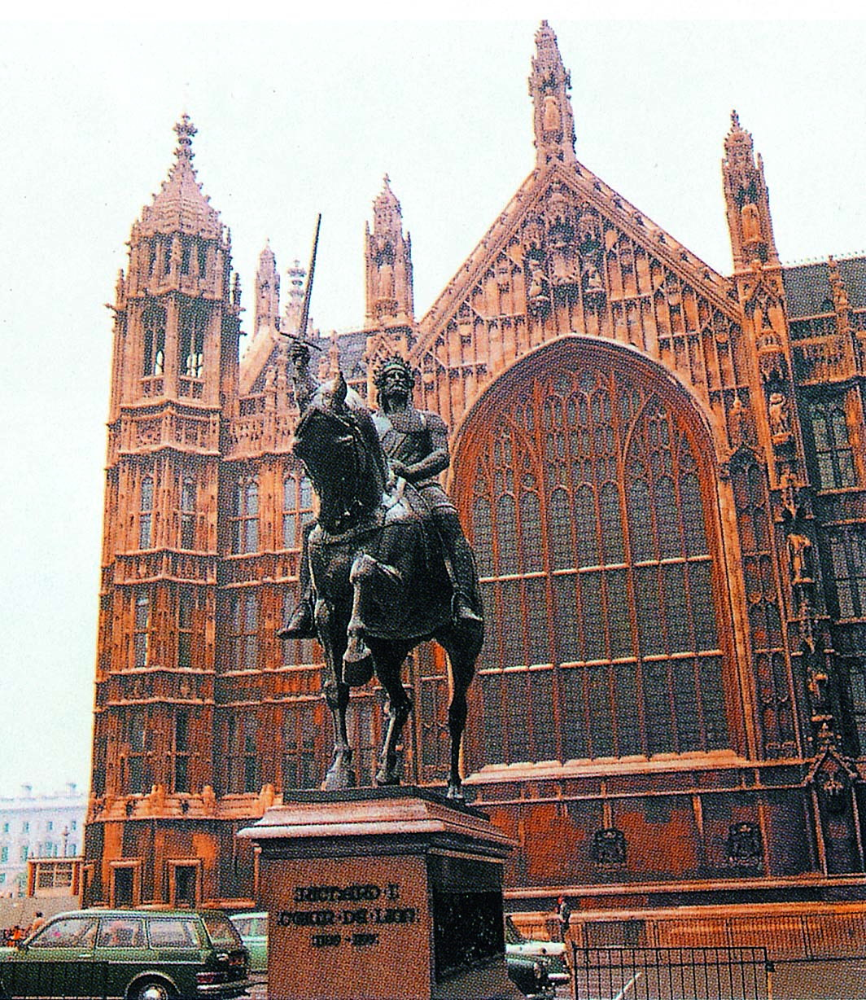 RICHARD · I
COEUR · DE · LION
1189 · 1199